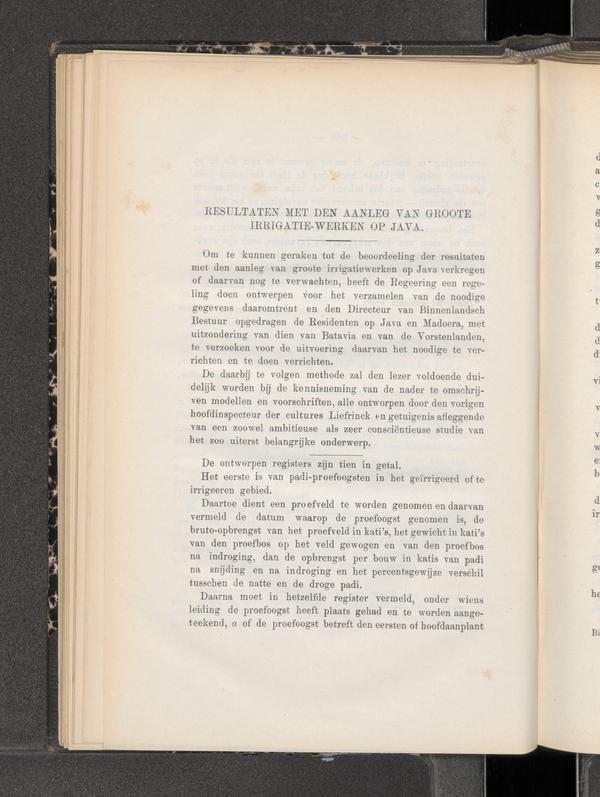 RESULTATEN MET DEN AANLEG VAN GROOTE
IRRIGATIE-WERKEN OP JAVA.
Om te kunnen geraken tot de beoordeeling der resultaten
met den aanleg van groote irrigatiewerken op Java verkregen
of daarvan nog te verwachten, heeft de Regeering een rege-
ling doen ontwerpen voor het verzamelen van de noodige
gegevens daaromtrent en den Directeur van Binnenlandsch
Bestuur opgedragen de Residenten op Java en Madoera, met
uitzondering van dien van Batavia en van de Vorstenlanden,
te verzoeken voor de uitvoering daarvan het noodige te ver-
richten en te doen verrichten.
De daarbij te volgen methode zal den lezer voldoende dui-
delijk worden bij de kennisneming van de nader te omschrij-
ven modellen en voorschriften, alle ontworpen door den vorigen
hoofdinspecteur der cultures Liefrinck en getuigenis afleggende
van een zoowel ambitieuse als zeer consciëntieuse studie van
het zoo uiterst belangrijke onderwerp.
De ontworpen registers zijn tien in getal.
Het eerste is van padi-proefoogsten in het geïrrigeerd of te
irrigeeren gebied.
Daartoe dient een proefveld te worden genomen en daarvan
vermeld de datum waarop de proefoogst genomen is, de
bruto-opbrengst van het proefveld in kati's, het gewicht in kati's
van den proefbos op het veld gewogen en van den proefbos
na indroging, dan de opbrengst per bouw in katis van padi
na snijding en na indroging en het percentsgewijze verschil
tusschen de natte en de droge padi.
Daarna moet in hetzelfde register vermeld, onder wiens
leiding de proefoogst heeft plaats gehad en te worden aange-
teekend, a of de proefoogst betreft den eersten of hoofdaanplant